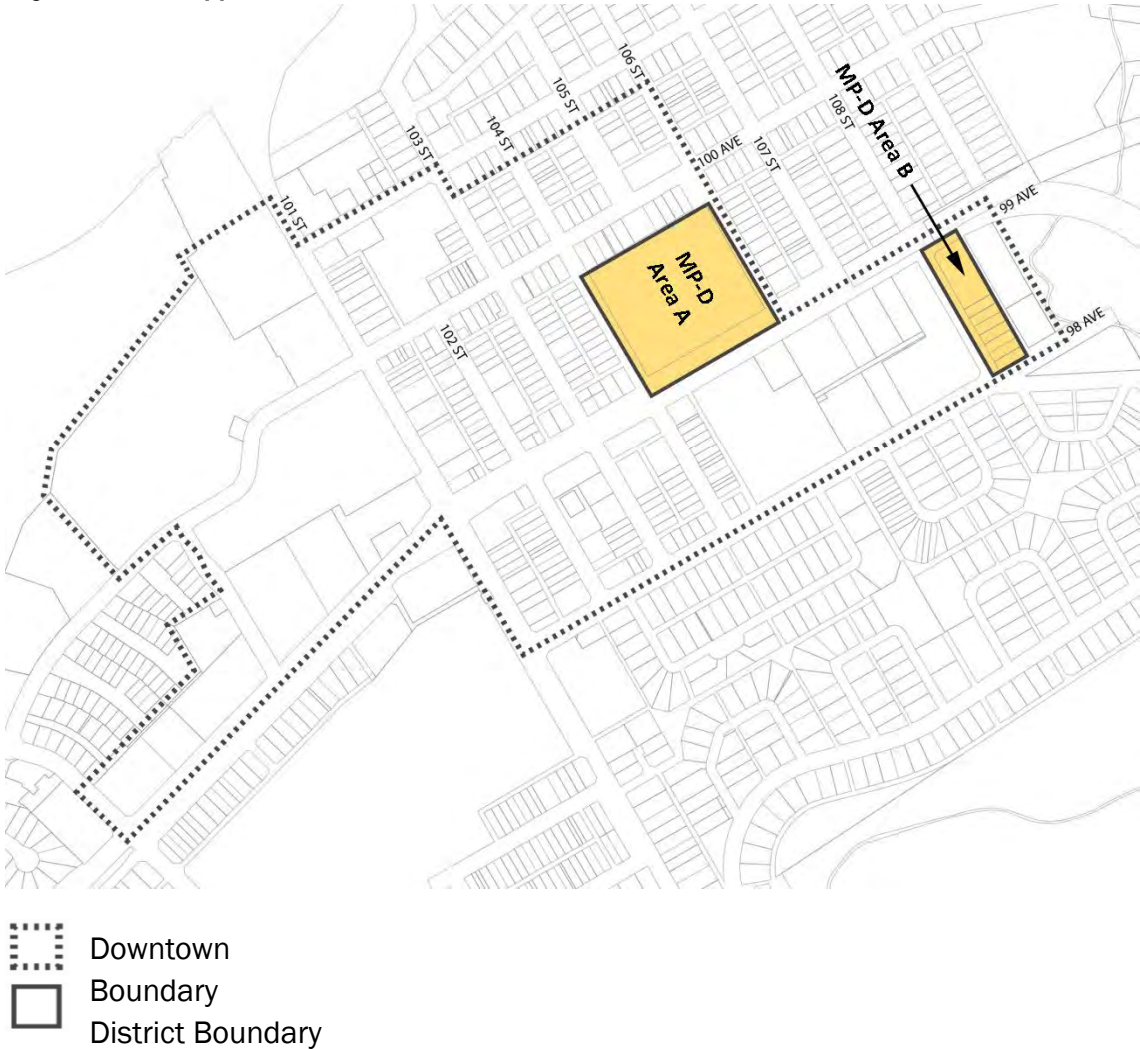 106 ST
105 ST
104 ST
103 ST
101 ST
102 ST
100 AVE
107 ST
108 ST
MP-D Area B
99 AVE
98 AVE
MP-D
Area A
Downtown
Boundary
District Boundary